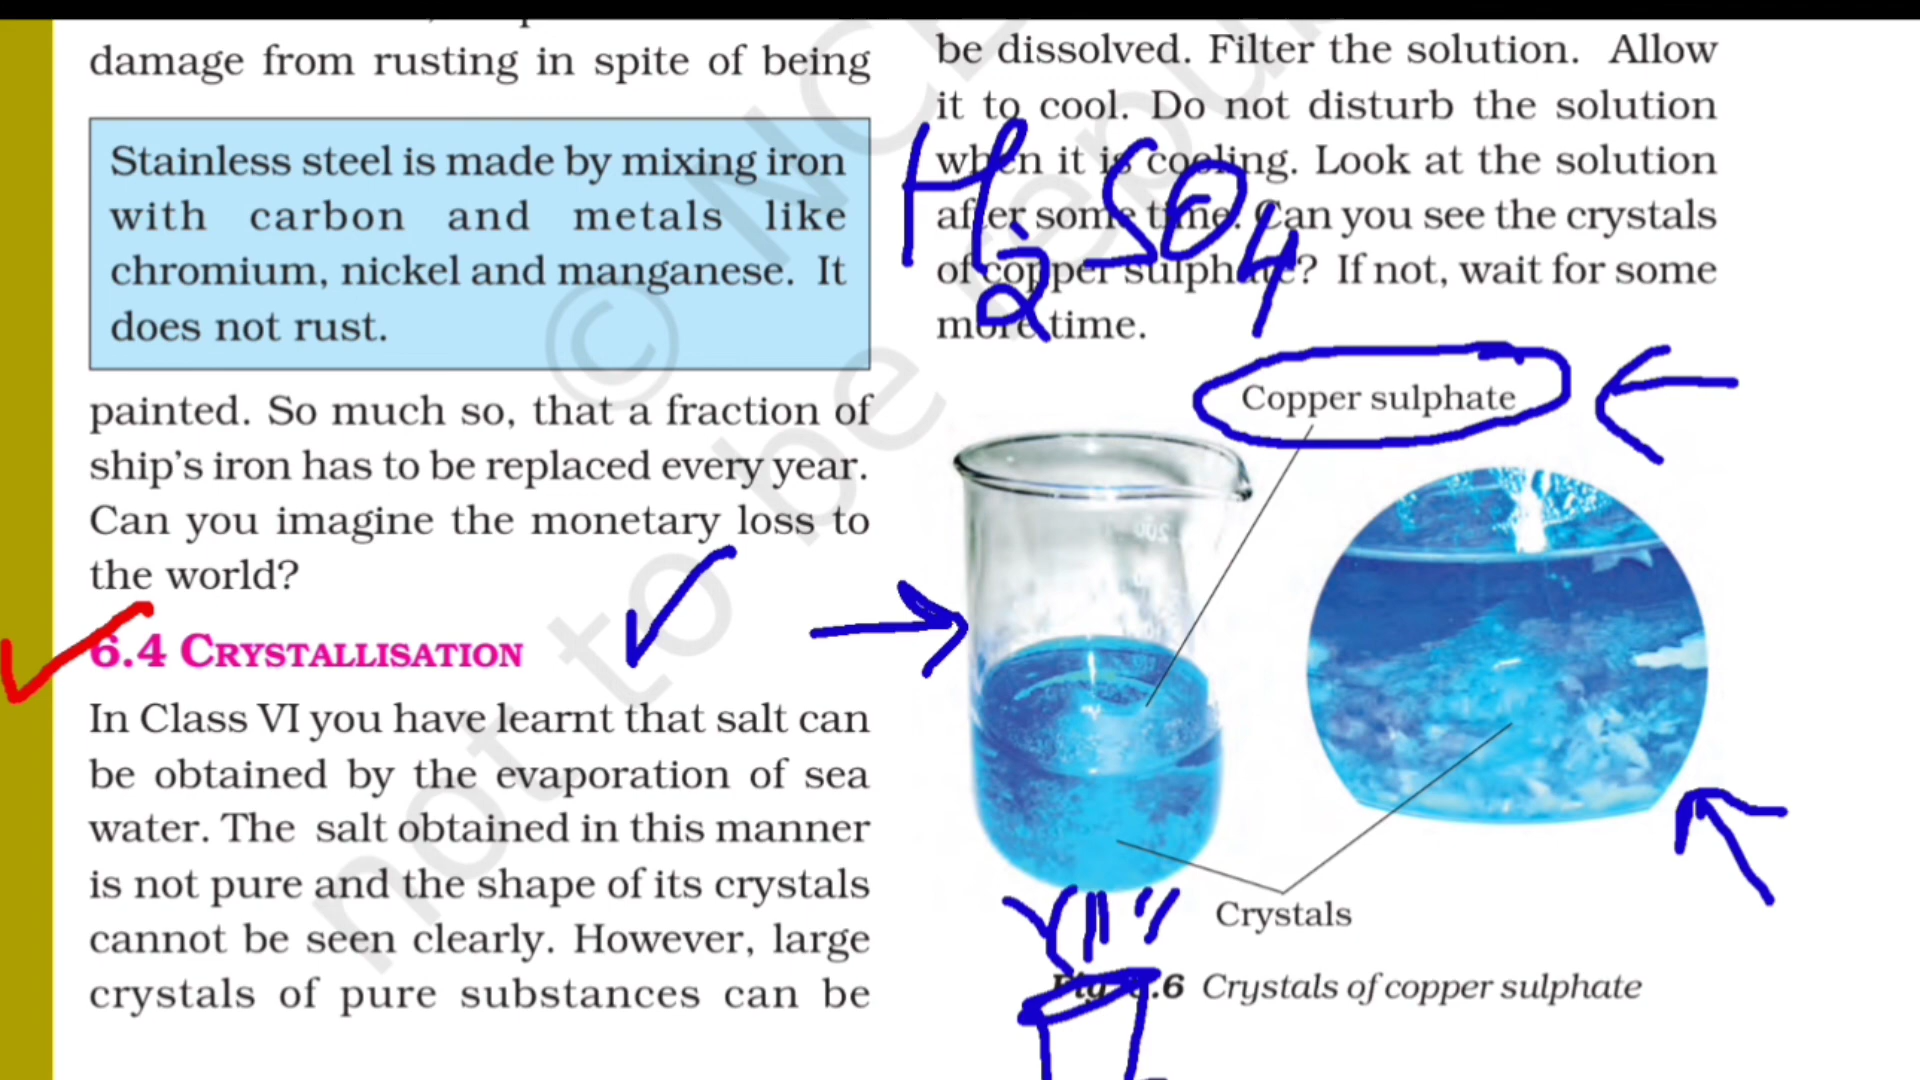 damage from rusting in spite of being
Stainless steel is made by mixing iron
with carbon and metals like
chromium, nickel and manganese. It
does not rust.
painted. So much so, that a fraction of
ship's iron has to be replaced every year.
Can you imagine the monetary loss to
the world?
6.4 CRYSTALLISATION
In Class VI you have learnt that salt can
be obtained by the evaporation of sea
water. The salt obtained in this manner
is not pure and the shape of its crystals
cannot be seen clearly. However, large
crystals of pure substances can be
be dissolved. Filter the solution. Allow
it to cool. Do not disturb the solution
when it is cooling. Look at the solution
after some time. Can you see the crystals
of copper sulphate? If not, wait for some
more time.
H2SO4
Copper sulphate
Crystals
Fig. 6.6 Crystals of copper sulphate
not to be